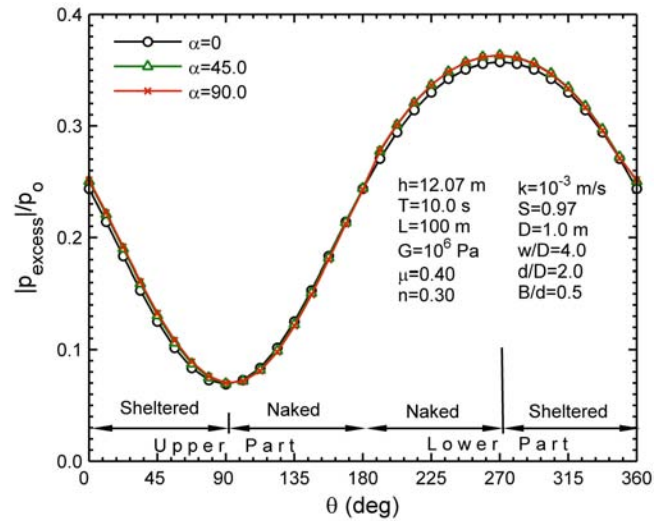 0.4
0.3
0.2
0.1
0.0
|p_excess|/p_o
α=0
α=45.0
α=90.0
h=12.07 m
T=10.0 s
L=100 m
G=10^6 Pa
μ=0.40
n=0.30
k=10^-3 m/s
S=0.97
D=1.0 m
w/D=4.0
d/D=2.0
B/d=0.5
Sheltered Naked Naked Sheltered
Upper Part Lower Part
0 45 90 135 180 225 270 315 360
θ (deg)